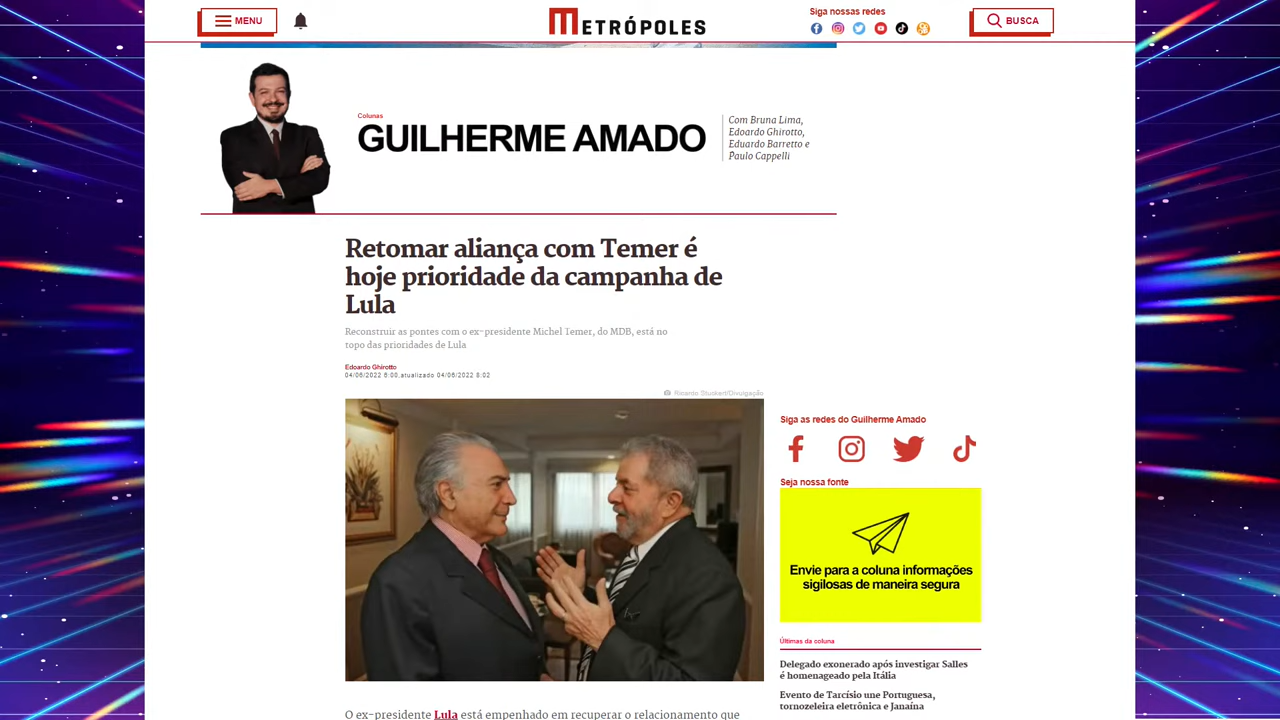 MENU
METRÓPOLES
Siga nossas redes
BUSCA
Colunas
GUILHERME AMADO
Com Bruna Lima,
Edoardo Ghirotto,
Eduardo Barretto e
Paulo Cappelli
Retomar aliança com Temer é
hoje prioridade da campanha de
Lula
Reconstruir as pontes com o ex-presidente Michel Temer, do MDB, está no
topo das prioridades de Lula
Edoardo Ghirotto
04/06/2022 6:00,atualizado 04/06/2022 8:02
Ricardo Stuckert/Divulgação
Siga as redes do Guilherme Amado
Seja nossa fonte
Envie para a coluna informações
sigilosas de maneira segura
Últimas da coluna
Delegado exonerado após investigar Salles
é homenageado pela Itália
Evento de Tarcísio une Portuguesa,
tornozeleira eletrônica e Janaína
O ex-presidente Lula está empenhado em recuperar o relacionamento que